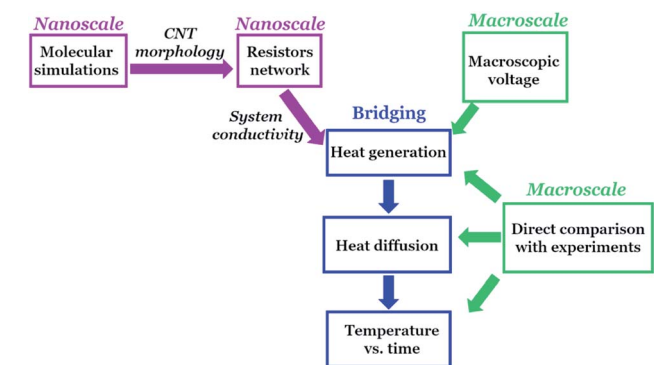 Nanoscale
CNT
morphology
Nanoscale
Macroscale
Molecular
simulations
Resistors
network
Macroscopic
voltage
System
conductivity
Bridging
Heat generation
Macroscale
Heat diffusion
Direct comparison
with experiments
Temperature
vs. time